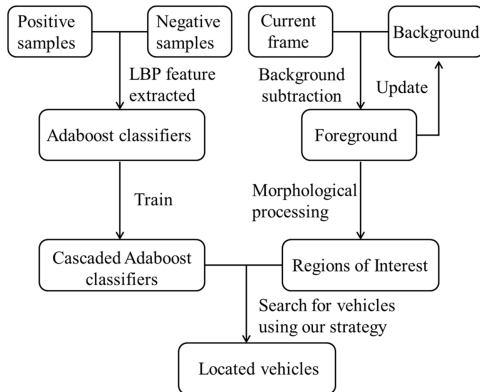 Positive
samples
Negative
samples
Current
frame
Background
LBP feature
extracted
Background
subtraction
Update
Adaboost classifiers
Foreground
Train
Morphological
processing
Cascaded Adaboost
classifiers
Regions of Interest
Search for vehicles
using our strategy
Located vehicles